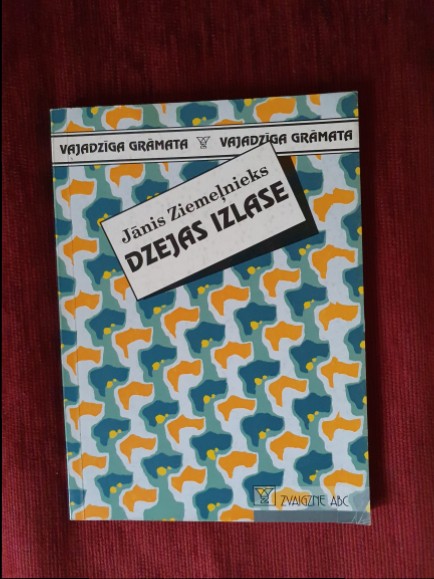 VAJADZĪGA GRĀMATA VAJADZĪGA GRĀMATA
Jānis Ziemeļnieks
DZEJAS IZLASE
ZVAIGZNE ABC